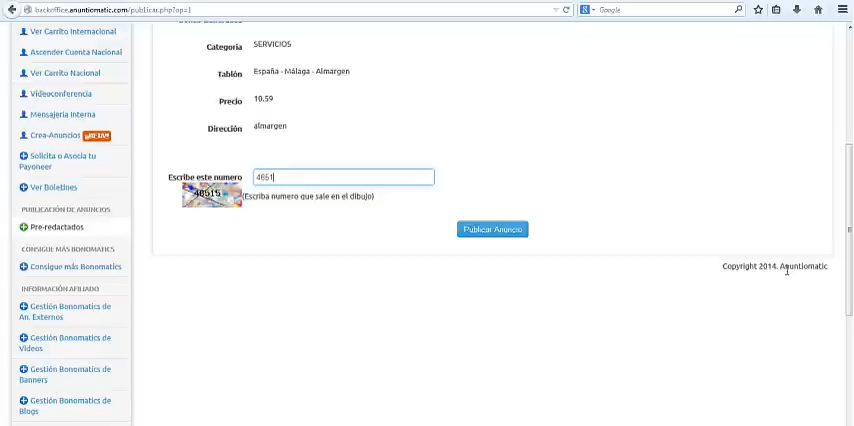 backoffice.anuntiomatic.com/publicar.php?op=1
Google
Ver Carrito Internacional
Ascender Cuenta Nacional
Ver Carrito Nacional
Videoconferencia
Mensajeria Interna
Crea-Anuncios ¡BETA!
Solicita o Asocia tu
Payoneer
Ver Boletines
PUBLICACIÓN DE ANUNCIOS
Pre-redactados
CONSIGUE MÁS BONOMATICS
Consigue más Bonomatics
INFORMACIÓN AFILIADO
Gestión Bonomatics de
An. Externos
Gestión Bonomatics de
Videos
Gestión Bonomatics de
Banners
Gestión Bonomatics de
Blogs
Categoría SERVICIOS
Tablón España - Málaga - Almargen
Precio 10,59
Dirección almargen
Escribe este numero 4651
46515 (Escriba numero que sale en el dibujo)
Publicar Anuncio
Copyright 2014. Anuntiomatic